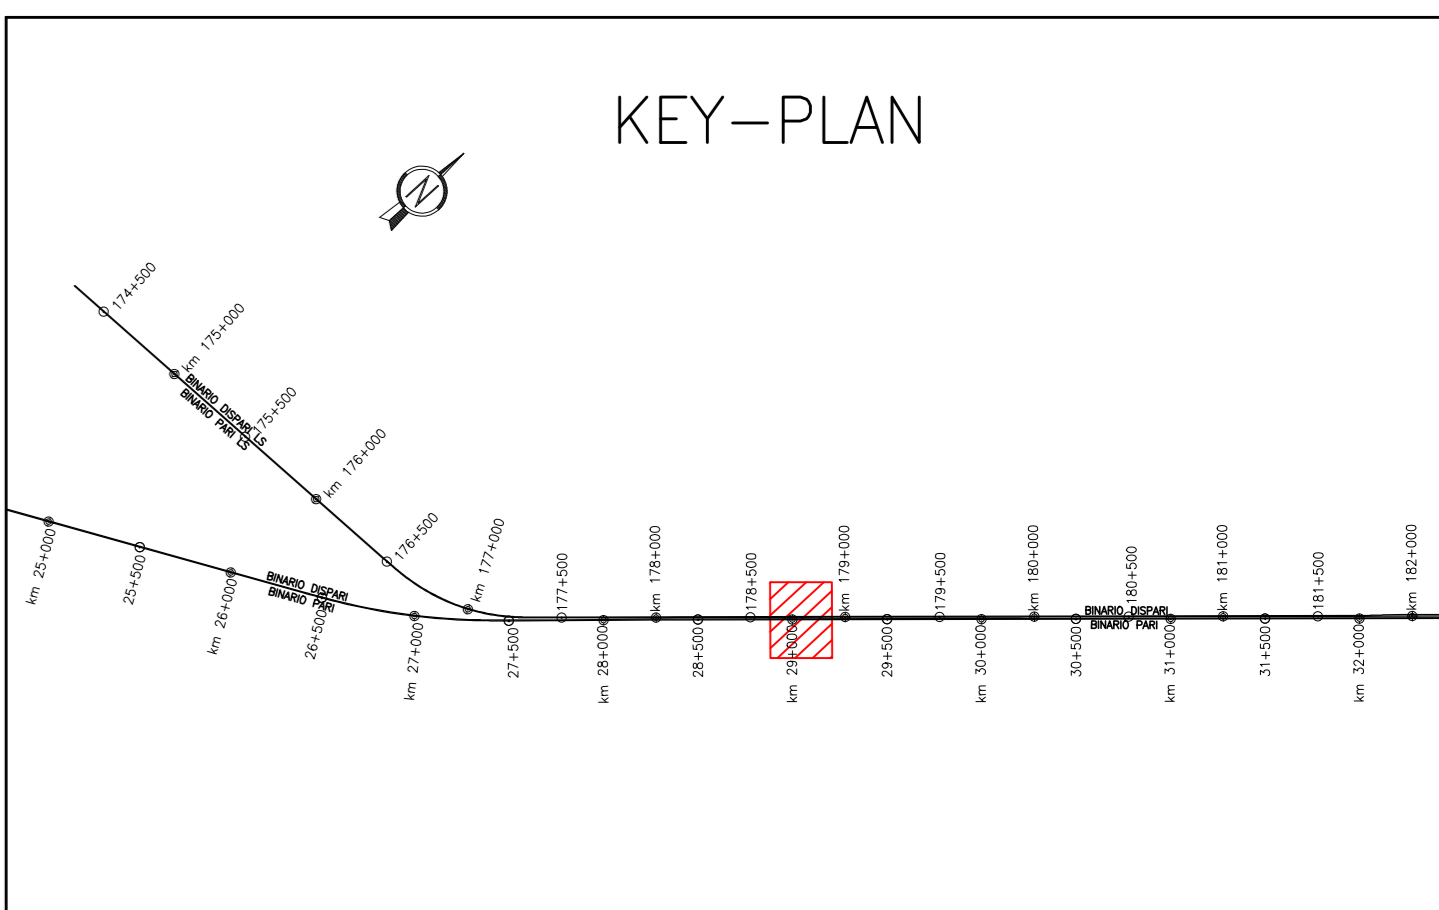 KEY-PLAN
N
174+500
km 175+000
BINARIO DISPARI LS
BINARIO PARI LS
175+500
km 176+000
176+500
km 177+000
177+500
km 178+000
178+500
km 179+000
179+500
km 180+000
180+500
km 181+000
181+500
km 182+000
BINARIO DISPARI
BINARIO PARI
BINARIO DISPARI
BINARIO PARI
km 25+000
25+500
km 26+000
26+500
km 27+000
27+500
km 28+000
28+500
km 29+000
29+500
km 30+000
30+500
km 31+000
31+500
km 32+000